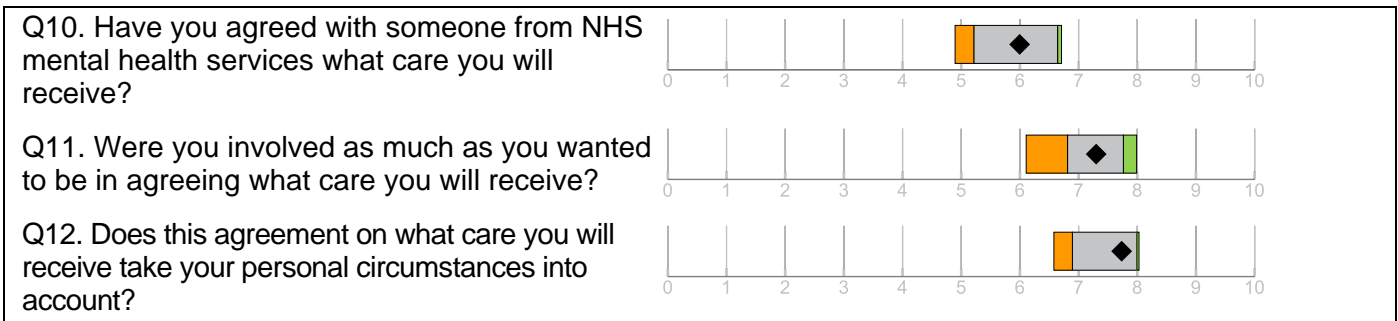 Q10. Have you agreed with someone from NHS
mental health services what care you will
receive?
0 1 2 3 4 5 6 7 8 9 10
Q11. Were you involved as much as you wanted
to be in agreeing what care you will receive?
0 1 2 3 4 5 6 7 8 9 10
Q12. Does this agreement on what care you will
receive take your personal circumstances into
account?
0 1 2 3 4 5 6 7 8 9 10